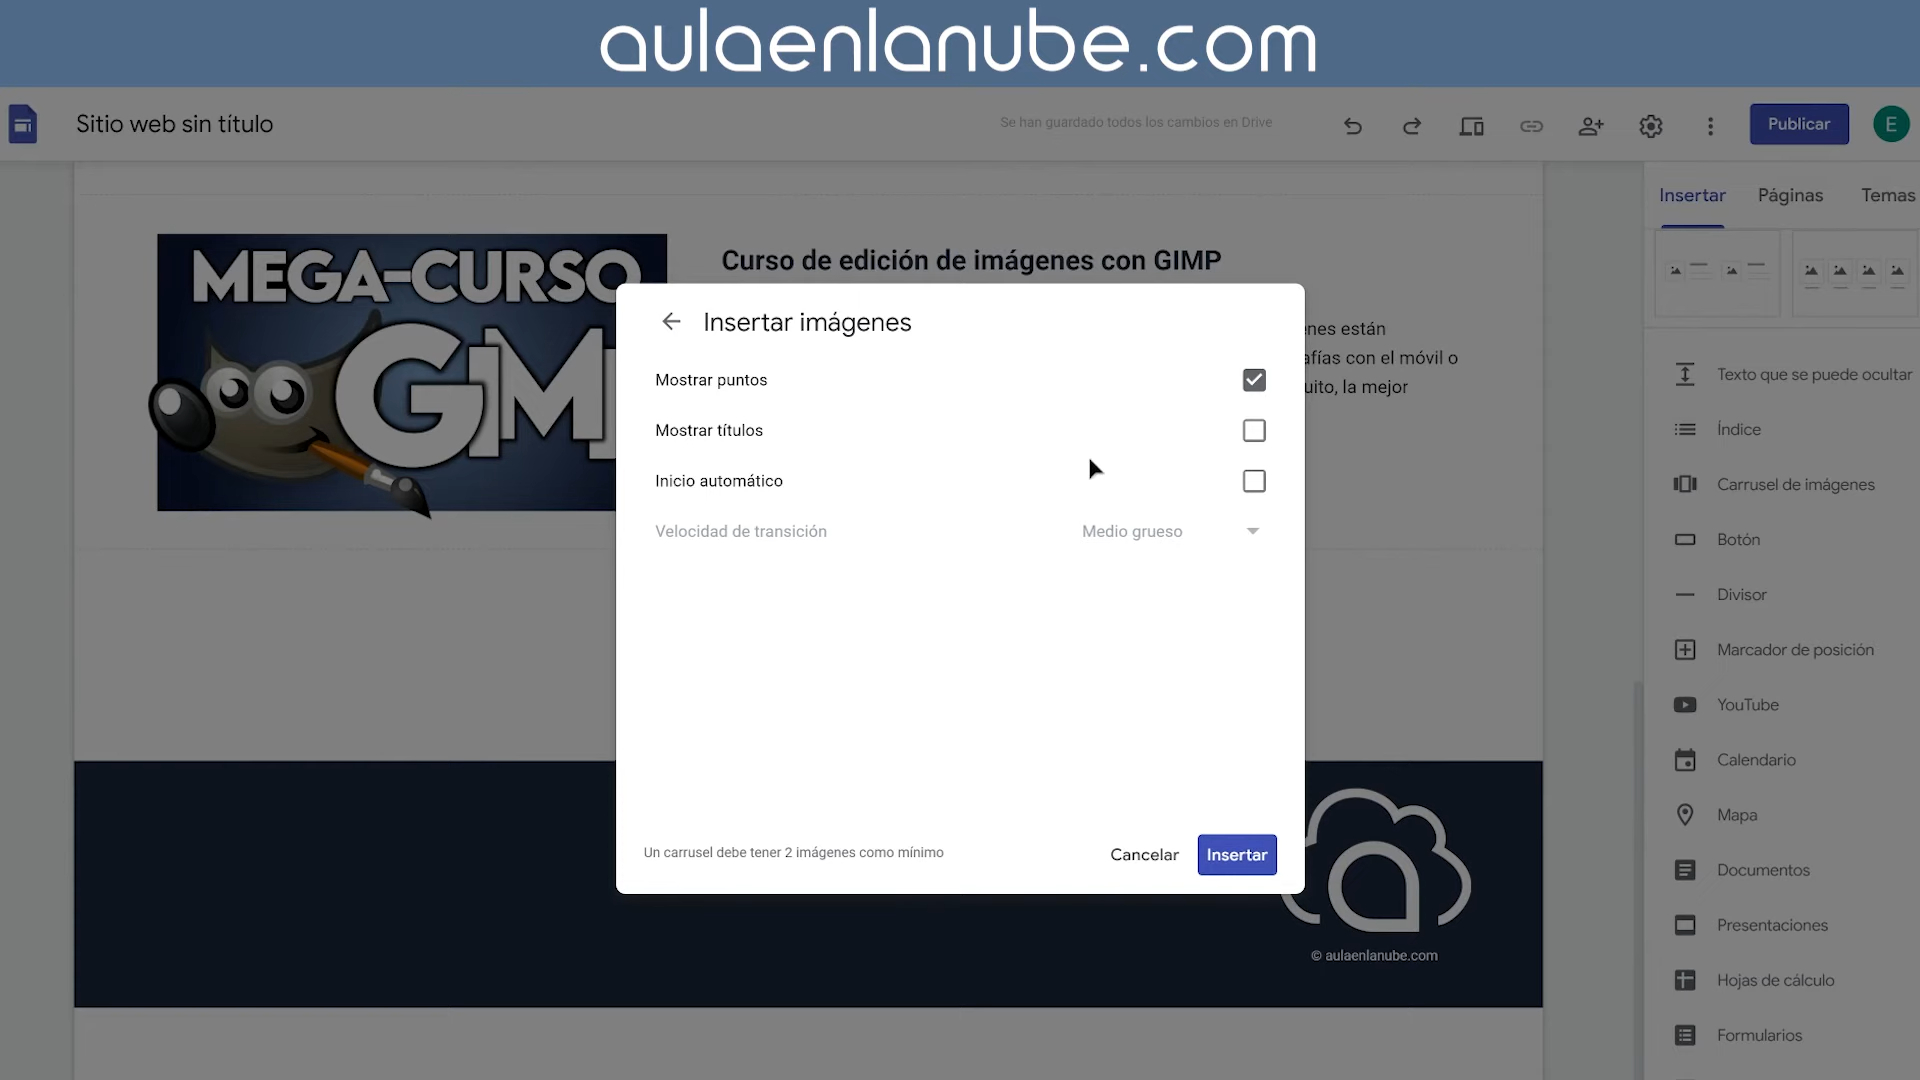 aulaenlanube.com
Sitio web sin título
Se han guardado todos los cambios en Drive
Publicar
E
Insertar
Páginas
Temas
MEGA-CURSO
GIM
Curso de edición de imágenes con GIMP
enes están
afías con el móvil o
uito, la mejor
Insertar imágenes
Mostrar puntos
Mostrar títulos
Inicio automático
Velocidad de transición
Medio grueso
Un carrusel debe tener 2 imágenes como mínimo
Cancelar
Insertar
© aulaenlanube.com
Texto que se puede ocultar
Índice
Carrusel de imágenes
Botón
Divisor
Marcador de posición
YouTube
Calendario
Mapa
Documentos
Presentaciones
Hojas de cálculo
Formularios